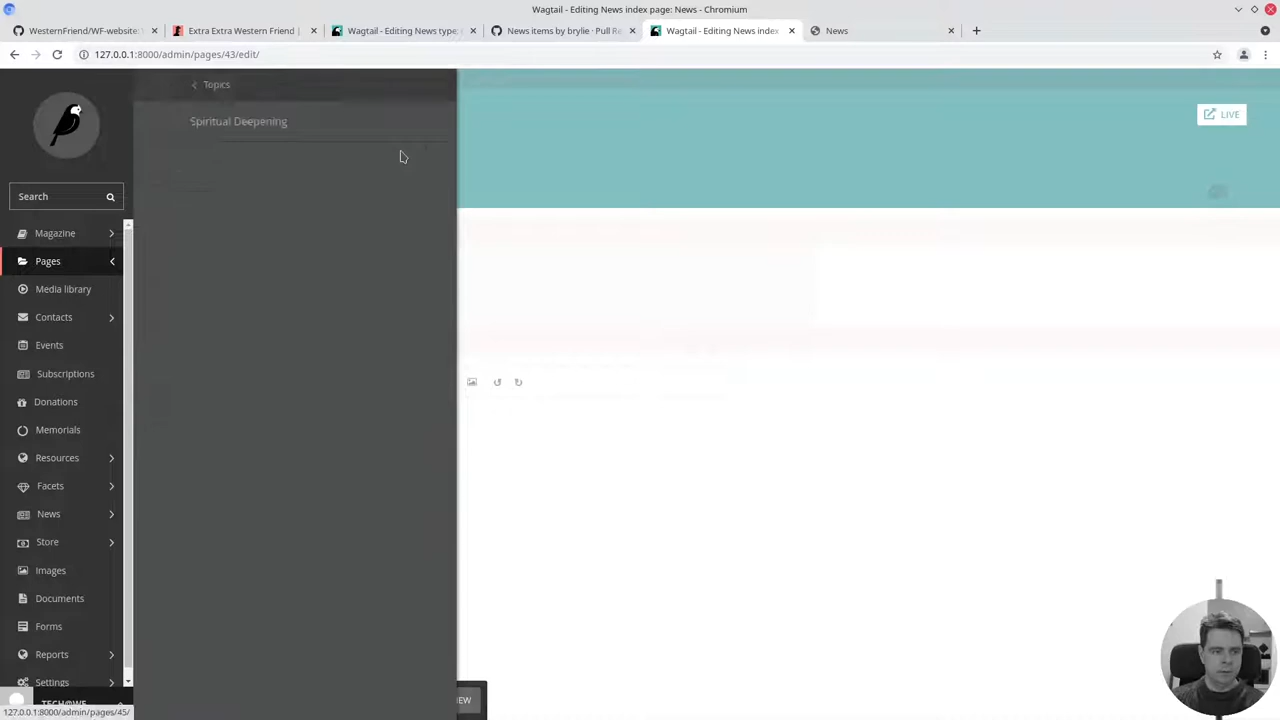 Wagtail - Editing News index page: News - Chromium
WesternFriend/WF-website:
Extra Extra Western Friend |
Wagtail - Editing News type:
News items by brylie · Pull Re
Wagtail - Editing News index
News
127.0.0.1:8000/admin/pages/43/edit/
Topics
Spiritual Deepening
LIVE
Search
Magazine
Pages
Media library
Contacts
Events
Subscriptions
Donations
Memorials
Resources
Facets
News
Store
Images
Documents
Forms
Reports
Settings
TECH@WE
EW
127.0.0.1:8000/admin/pages/45/